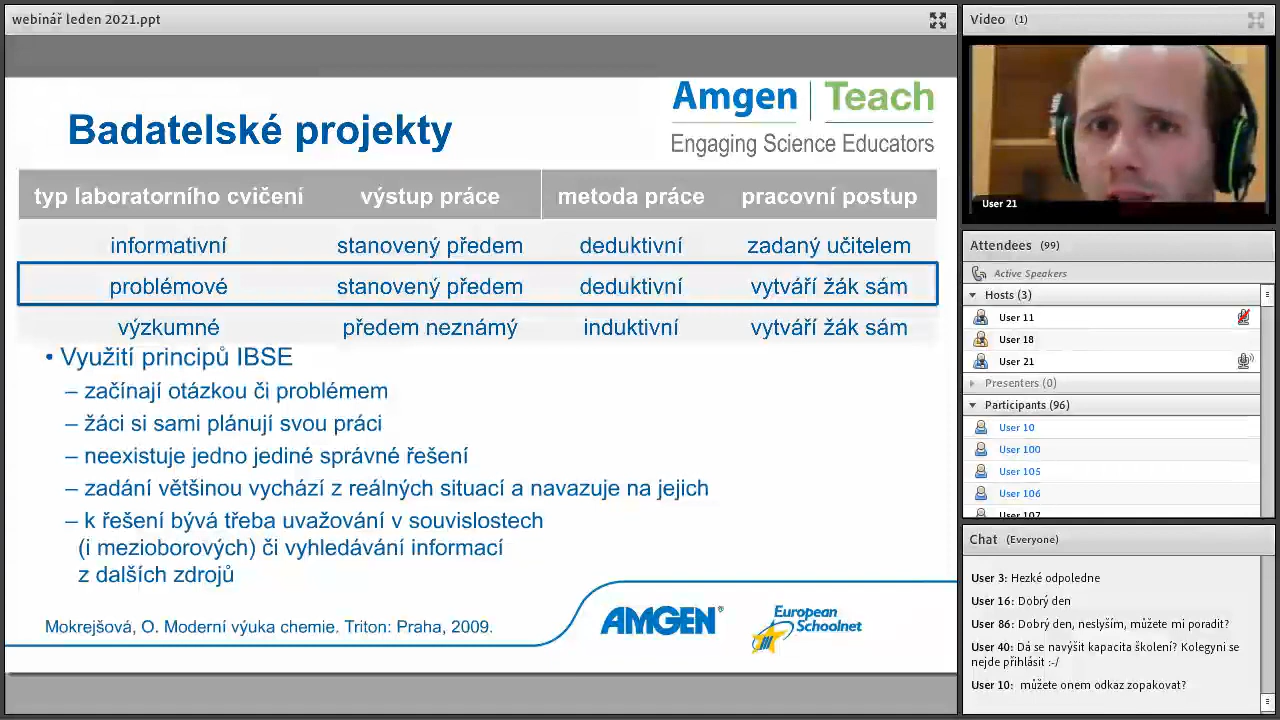 webinář leden 2021.ppt
Badatelské projekty
Amgen Teach
Engaging Science Educators
typ laboratorního cvičení výstup práce metoda práce pracovní postup
informativní stanovený předem deduktivní zadaný učitelem
problémové stanovený předem deduktivní vytváří žák sám
výzkumné předem neznámý induktivní vytváří žák sám
• Využití principů IBSE
– začínají otázkou či problémem
– žáci si sami plánují svou práci
– neexistuje jedno jediné správné řešení
– zadání většinou vychází z reálných situací a navazuje na jejich
– k řešení bývá třeba uvažování v souvislostech
(i mezioborových) či vyhledávání informací
z dalších zdrojů
Mokrejšová, O. Moderní výuka chemie. Triton: Praha, 2009.
AMGEN®
European
Schoolnet
Video (1)
User 21
Attendees (99)
Active Speakers
Hosts (3)
User 11
User 18
User 21
Presenters (0)
Participants (96)
User 10
User 100
User 105
User 106
User 107
Chat (Everyone)
User 3: Hezké odpoledne
User 16: Dobrý den
User 86: Dobrý den, neslyším, můžete mi poradit?
User 40: Dá se navýšit kapacita školení? Kolegyni se
nejde přihlásit :-/
User 10: můžete onem odkaz zopakovat?